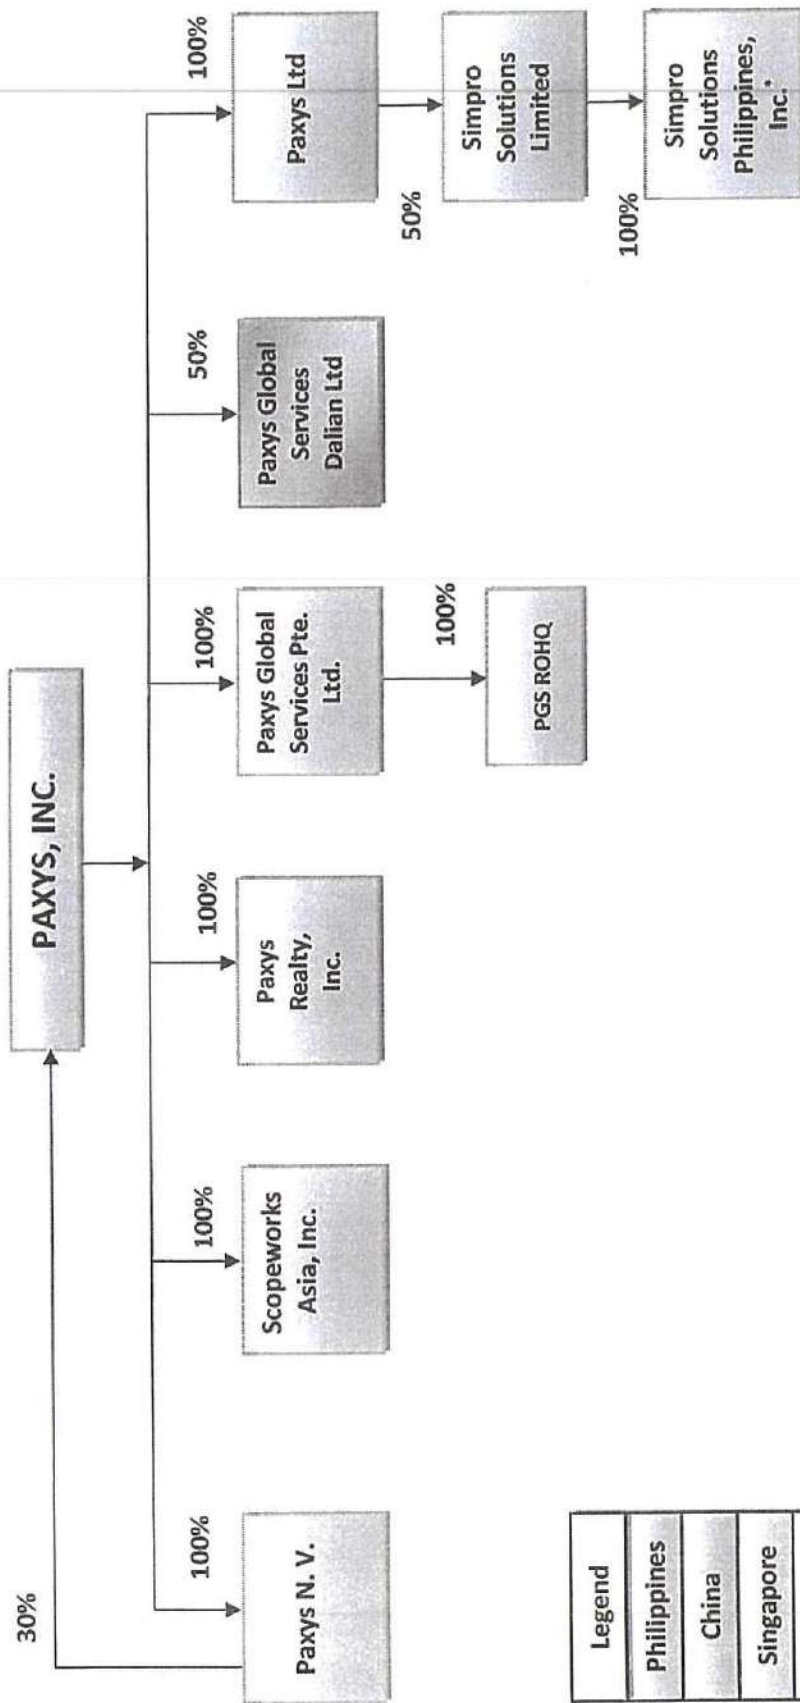 PAXYS, INC.
30%
100%
100%
100%
100%
50%
100%
Paxys N. V.
Scopeworks
Asia, Inc.
Paxys
Realty,
Inc.
Paxys Global
Services Pte.
Ltd.
Paxys Global
Services
Dalian Ltd
Paxys Ltd
100%
PGS ROHQ
50%
Simpro
Solutions
Limited
100%
Simpro
Solutions
Philippines,
Inc.*
Legend
Philippines
China
Singapore